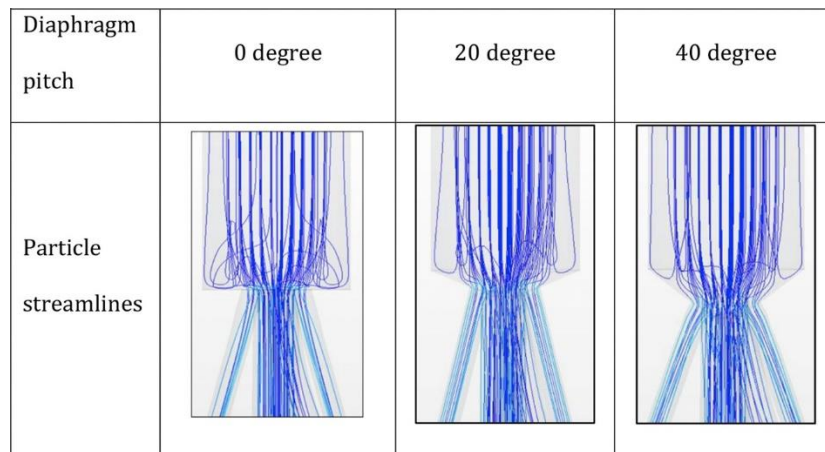 Diaphragm
pitch
0 degree
20 degree
40 degree
Particle
streamlines